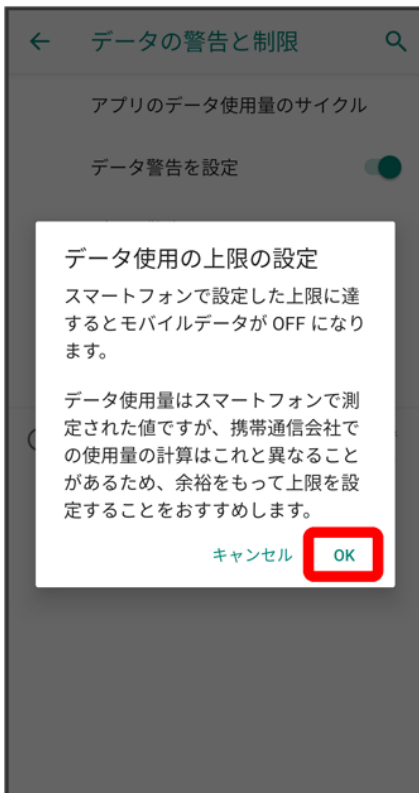 データの警告と制限
アプリのデータ使用量のサイクル
データ警告を設定
データ使用の上限の設定
スマートフォンで設定した上限に達
するとモバイルデータが OFF になり
ます。
データ使用量はスマートフォンで測
定された値ですが、携帯通信会社で
の使用量の計算はこれと異なること
があるため、余裕をもって上限を設
定することをおすすめします。
キャンセル OK